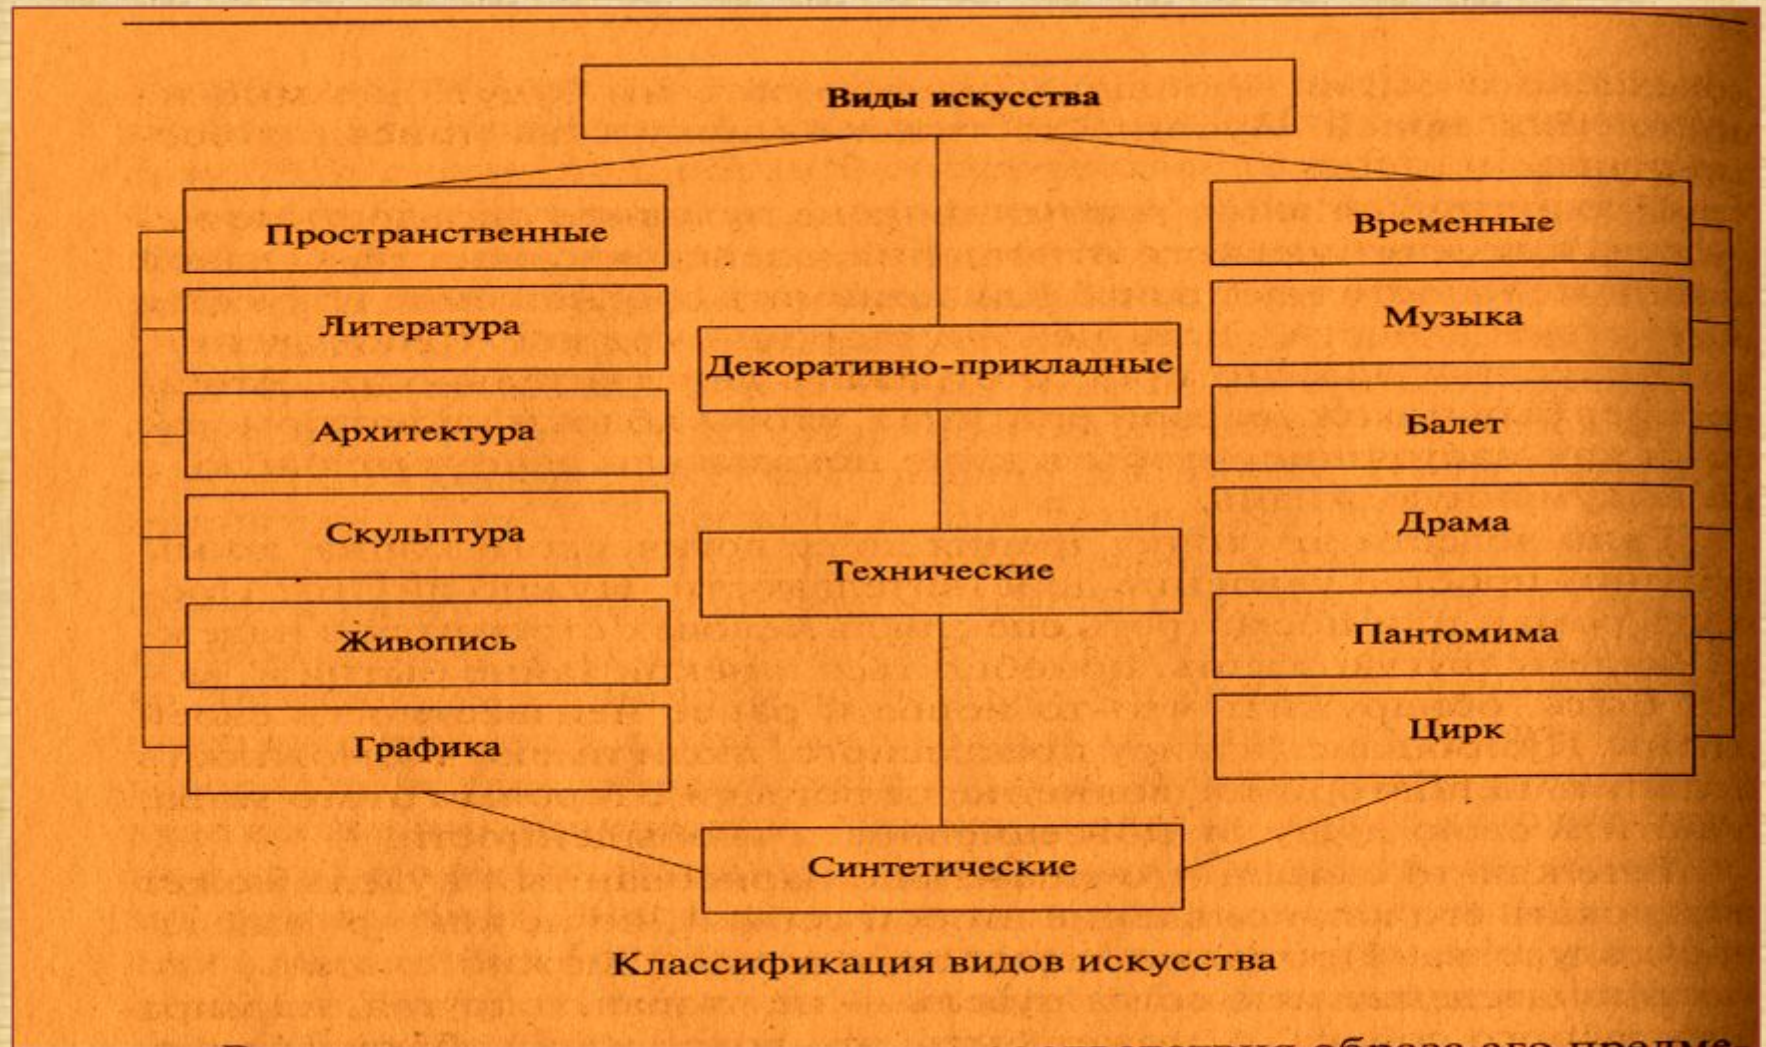 Виды искусства
Пространственные
Литература
Архитектура
Скульптура
Живопись
Графика
Декоративно-прикладные
Технические
Синтетические
Временные
Музыка
Балет
Драма
Пантомима
Цирк
Классификация видов искусства